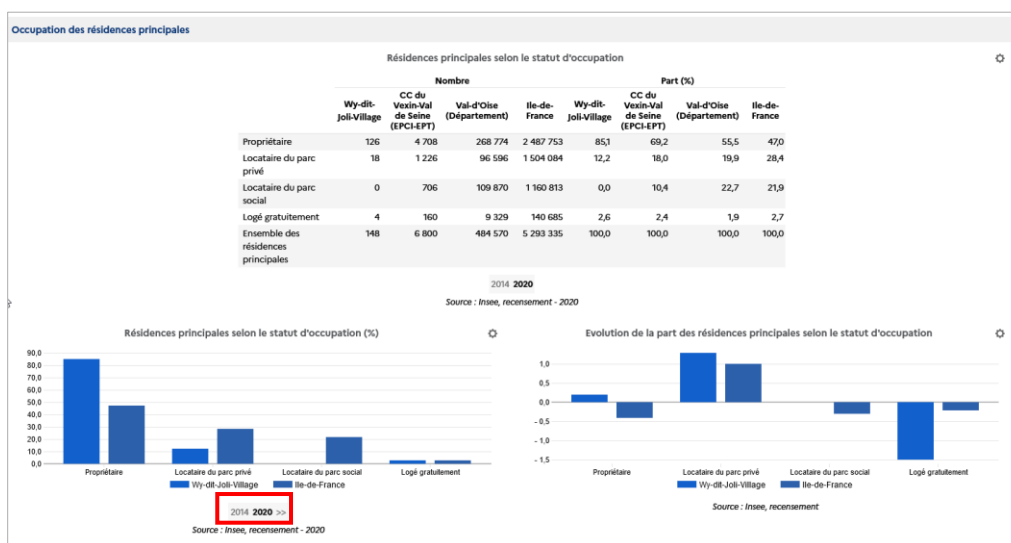 Occupation des résidences principales
Résidences principales selon le statut d'occupation
Nombre Part (%)
Wy-dit-Joli-Village CC du Vexin-Val de Seine (EPCI-EPT) Val-d'Oise (Département) Ile-de-France Wy-dit-Joli-Village CC du Vexin-Val de Seine (EPCI-EPT) Val-d'Oise (Département) Ile-de-France
Propriétaire 126 4 708 268 774 2 487 753 85,1 69,2 55,5 47,0
Locataire du parc privé 18 1 226 96 596 1 504 084 12,2 18,0 19,9 28,4
Locataire du parc social 0 706 109 870 1 160 813 0,0 10,4 22,7 21,9
Logé gratuitement 4 160 9 329 140 685 2,6 2,4 1,9 2,7
Ensemble des résidences principales 148 6 800 484 570 5 293 335 100,0 100,0 100,0 100,0
2014 2020
Source : Insee, recensement - 2020
Résidences principales selon le statut d'occupation (%)
90,0
80,0
70,0
60,0
50,0
40,0
30,0
20,0
10,0
0,0
Propriétaire Locataire du parc privé Locataire du parc social Logé gratuitement
Wy-dit-Joli-Village Ile-de-France
2014 2020 >>
Source : Insee, recensement - 2020
Evolution de la part des résidences principales selon le statut d'occupation
1,0
0,5
0,0
- 0,5
- 1,0
- 1,5
Propriétaire Locataire du parc privé Locataire du parc social Logé gratuitement
Wy-dit-Joli-Village Ile-de-France
Source : Insee, recensement